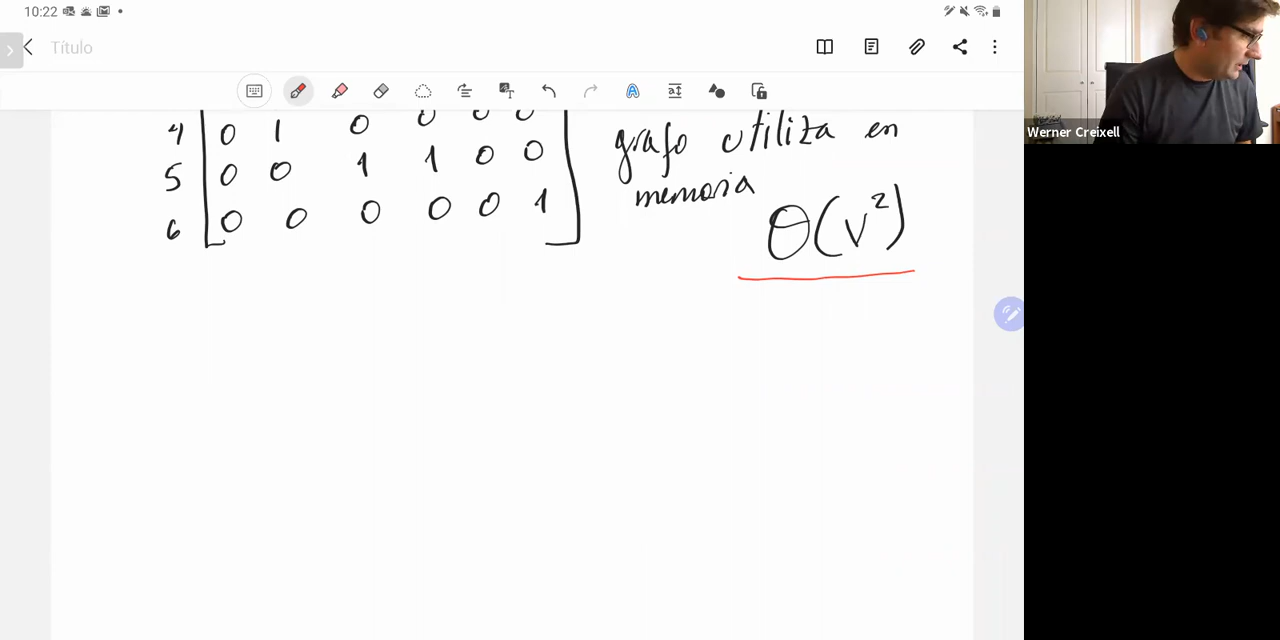 10:22
Título
Werner Creixell
4 0 1 0 0 0 0
5 0 0 1 1 0 0
6 0 0 0 0 0 1
grafo utiliza en
memoria
Θ(V²)